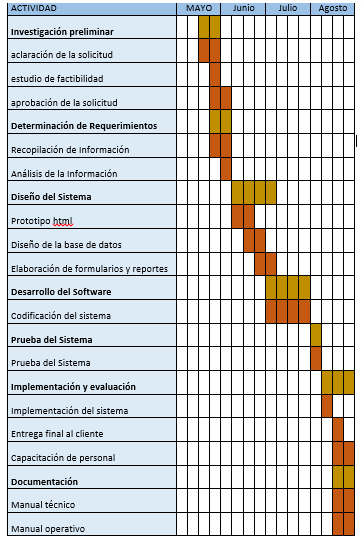 ACTIVIDAD MAYO Junio Julio Agosto
Investigación preliminar
aclaración de la solicitud
estudio de factibilidad
aprobación de la solicitud
Determinación de Requerimientos
Recopilación de Información
Análisis de la Información
Diseño del Sistema
Prototipo html
Diseño de la base de datos
Elaboración de formularios y reportes
Desarrollo del Software
Codificación del sistema
Prueba del Sistema
Prueba del Sistema
Implementación y evaluación
Implementación del sistema
Entrega final al cliente
Capacitación de personal
Documentación
Manual técnico
Manual operativo